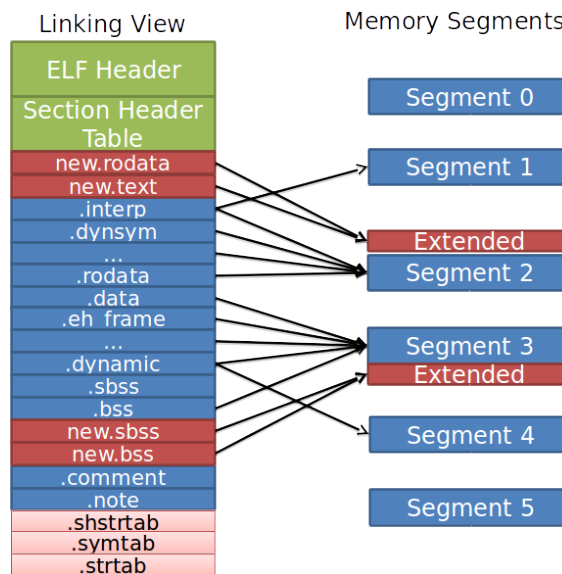 Linking View
ELF Header
Section Header
Table
new.rodata
new.text
.interp
.dynsym
...
.rodata
.data
.eh_frame
...
.dynamic
.sbss
.bss
new.sbss
new.bss
.comment
.note
.shstrtab
.symtab
.strtab
Memory Segments
Segment 0
Segment 1
Extended
Segment 2
Segment 3
Extended
Segment 4
Segment 5